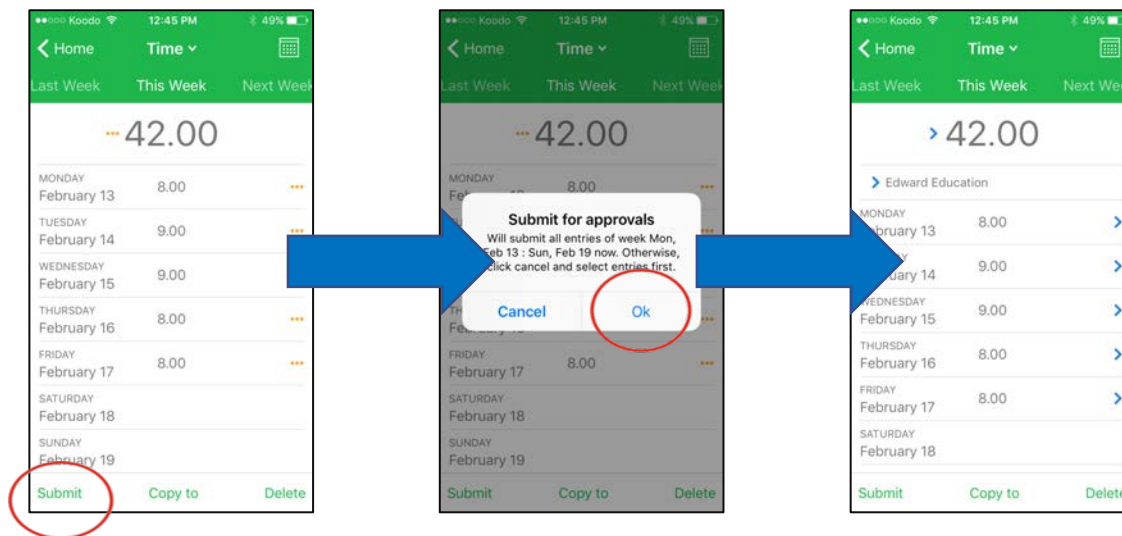 Koodo 12:45 PM 49%
Home Time
Last Week This Week Next Week
42.00
MONDAY
February 13 8.00
TUESDAY
February 14 9.00
WEDNESDAY
February 15 9.00
THURSDAY
February 16 8.00
FRIDAY
February 17 8.00
SATURDAY
February 18
SUNDAY
February 19
Submit Copy to Delete
Koodo 12:45 PM 49%
Home Time
Last Week This Week Next Week
42.00
MONDAY
8.00
Submit for approvals
Will submit all entries of week Mon,
Feb 13 : Sun, Feb 19 now. Otherwise,
click cancel and select entries first.
Cancel Ok
FRIDAY
February 17 8.00
SATURDAY
February 18
SUNDAY
February 19
Submit Copy to Delete
Koodo 12:45 PM 49%
Home Time
Last Week This Week Next Wee
42.00
Edward Education
MONDAY
February 13 8.00
14 9.00
WEDNESDAY
February 15 9.00
THURSDAY
February 16 8.00
FRIDAY
February 17 8.00
SATURDAY
February 18
Submit Copy to Delete